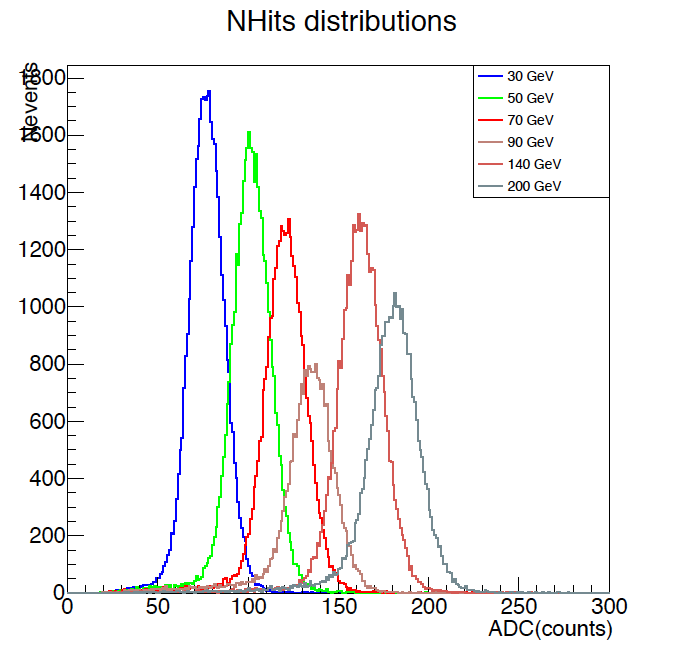 NHits distributions
Nevents
1800
1600
1400
1200
1000
800
600
400
200
0
0 50 100 150 200 250 300
ADC(counts)
30 GeV
50 GeV
70 GeV
90 GeV
140 GeV
200 GeV